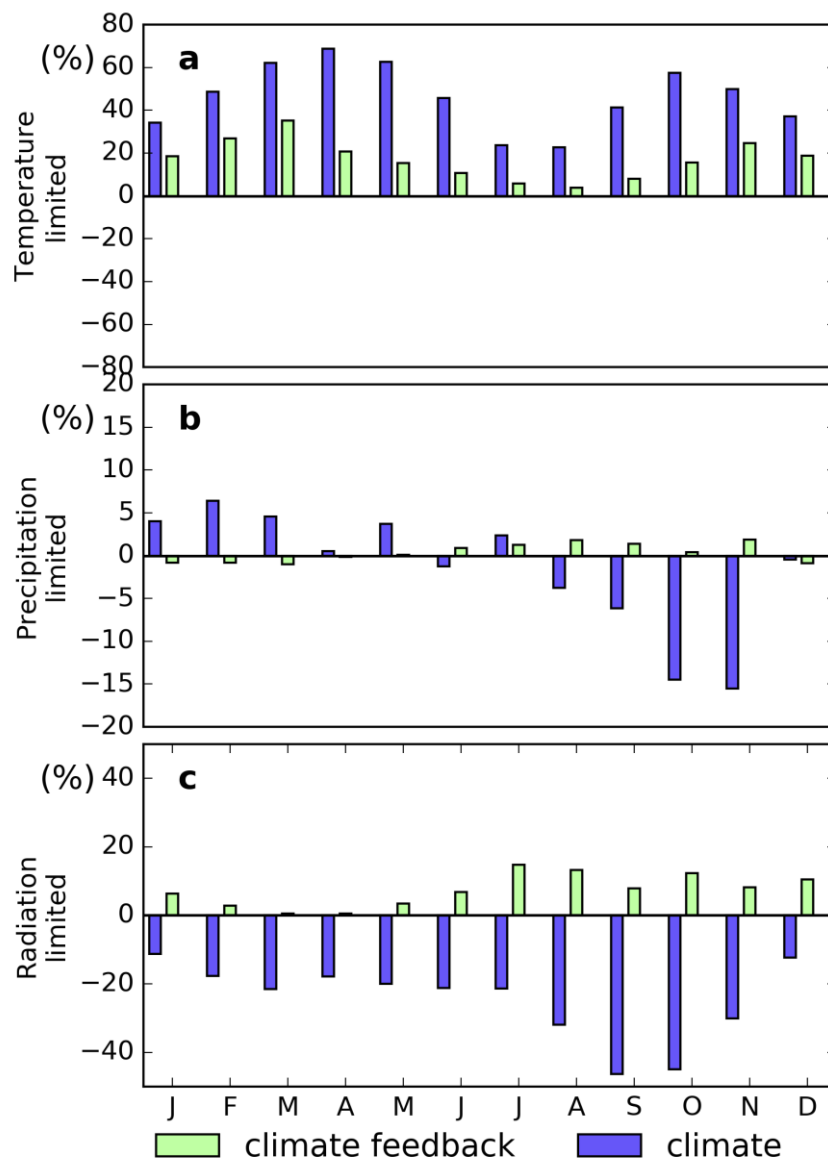 80
(%) a
60
40
20
0
−20
−40
−60
−80
Temperature
limited
20
(%) b
15
10
5
0
−5
−10
−15
−20
Precipitation
limited
(%) 40 c
20
0
−20
−40
Radiation
limited
J F M A M J J A S O N D
climate feedback climate